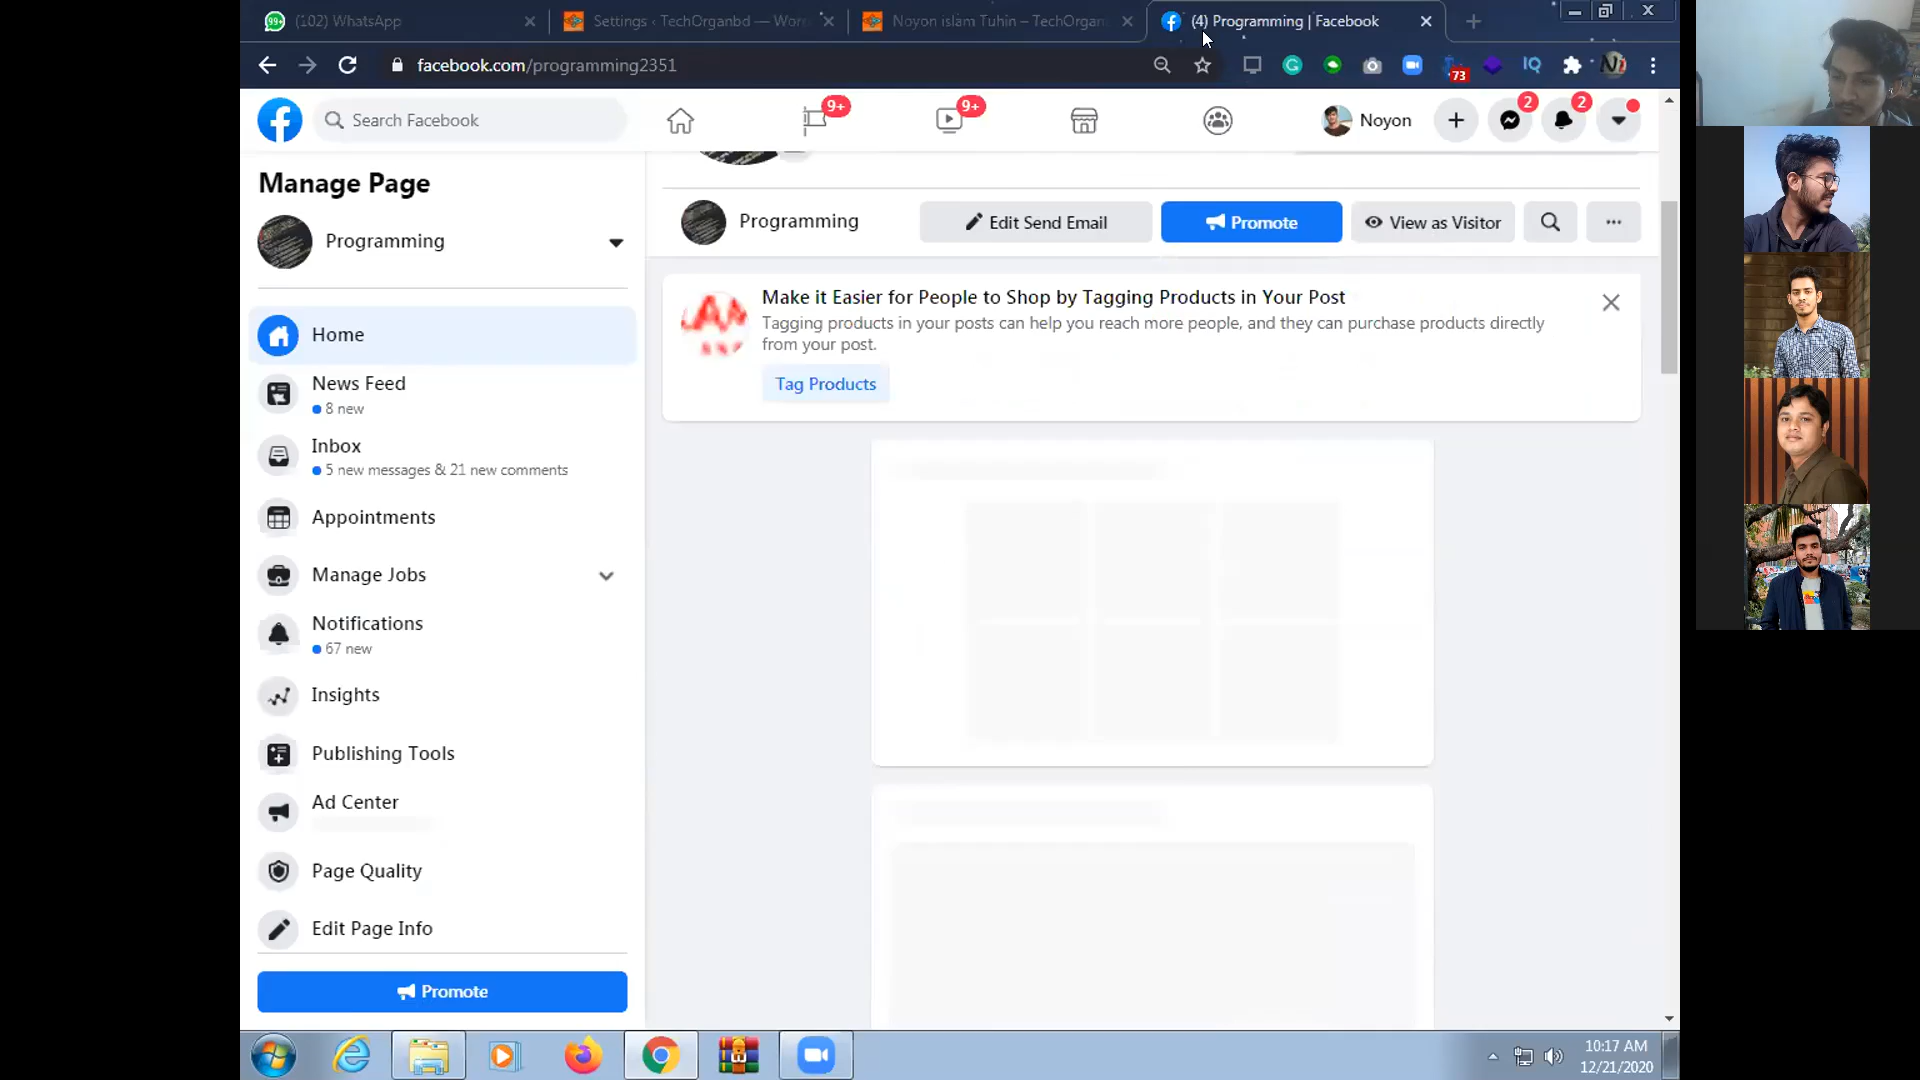 99+
(102) WhatsApp
Settings ‹ TechOrganbd — Wor
Noyon islam Tuhin – TechOrgan
(4) Programming | Facebook
facebook.com/programming2351
73
IQ
Search Facebook
9+
9+
Noyon
2
2
Manage Page
Programming
Programming
Edit Send Email
Promote
View as Visitor
Make it Easier for People to Shop by Tagging Products in Your Post
Tagging products in your posts can help you reach more people, and they can purchase products directly
from your post.
Tag Products
Home
News Feed
8 new
Inbox
5 new messages & 21 new comments
Appointments
Manage Jobs
Notifications
67 new
Insights
Publishing Tools
Ad Center
Page Quality
Edit Page Info
Promote
10:17 AM
12/21/2020